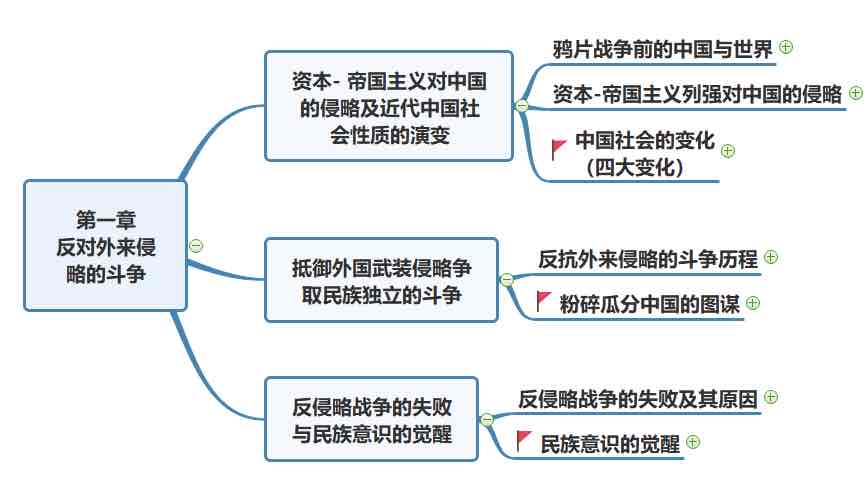 第一章
反对外来侵
略的斗争
资本- 帝国主义对中国
的侵略及近代中国社
会性质的演变
鸦片战争前的中国与世界
资本-帝国主义列强对中国的侵略
中国社会的变化
（四大变化）
抵御外国武装侵略争
取民族独立的斗争
反抗外来侵略的斗争历程
粉碎瓜分中国的图谋
反侵略战争的失败
与民族意识的觉醒
反侵略战争的失败及其原因
民族意识的觉醒